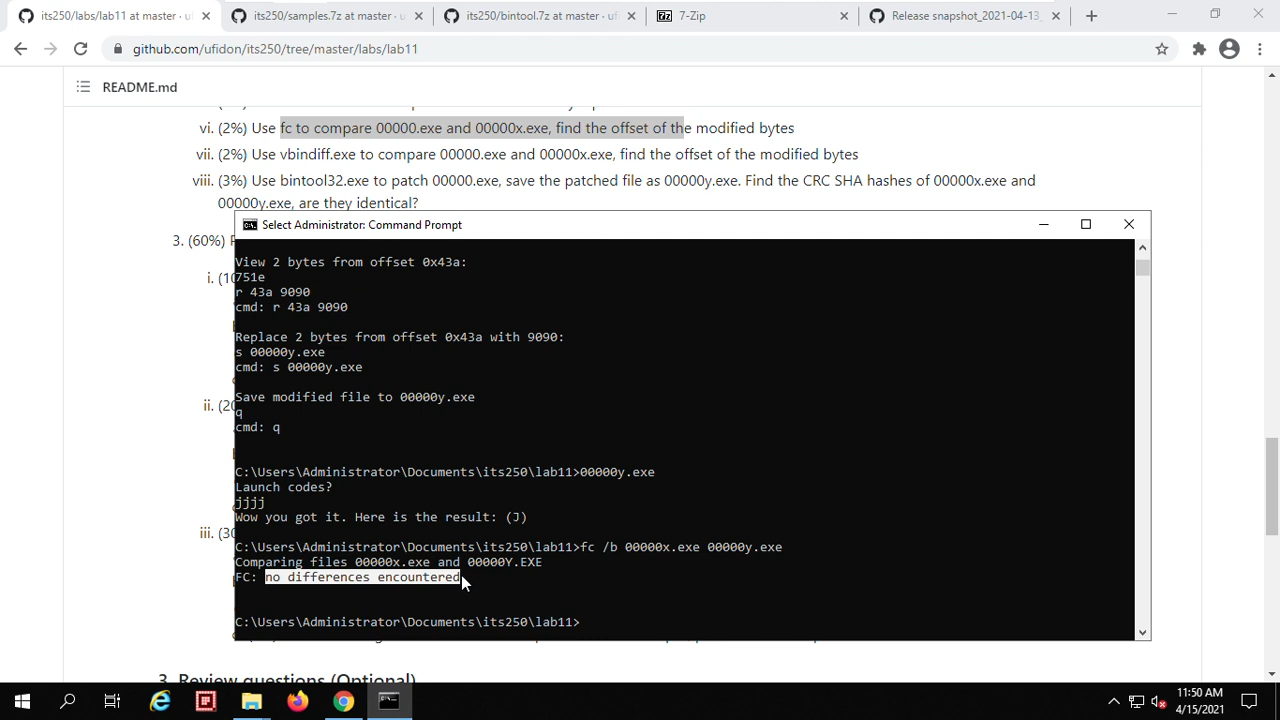 its250/labs/lab11 at master · u
its250/samples.7z at master · u
its250/bintool.7z at master · uf
7-Zip
Release snapshot_2021-04-13_
github.com/ufidon/its250/tree/master/labs/lab11
README.md
vi. (2%) Use fc to compare 00000.exe and 00000x.exe, find the offset of the modified bytes
vii. (2%) Use vbindiff.exe to compare 00000.exe and 00000x.exe, find the offset of the modified bytes
viii. (3%) Use bintool32.exe to patch 00000.exe, save the patched file as 00000y.exe. Find the CRC SHA hashes of 00000x.exe and
00000y.exe, are they identical?
3. (60%)
i. (10
ii. (20
iii. (30
Select Administrator: Command Prompt
View 2 bytes from offset 0x43a:
751e
r 43a 9090
cmd: r 43a 9090
Replace 2 bytes from offset 0x43a with 9090:
s 00000y.exe
cmd: s 00000y.exe
Save modified file to 00000y.exe
q
cmd: q
C:\Users\Administrator\Documents\its250\lab11>00000y.exe
Launch codes?
jjjj
Wow you got it. Here is the result: (J)
C:\Users\Administrator\Documents\its250\lab11>fc /b 00000x.exe 00000y.exe
Comparing files 00000x.exe and 00000Y.EXE
FC: no differences encountered
C:\Users\Administrator\Documents\its250\lab11>
3. Review questions (Optional)
11:50 AM
4/15/2021